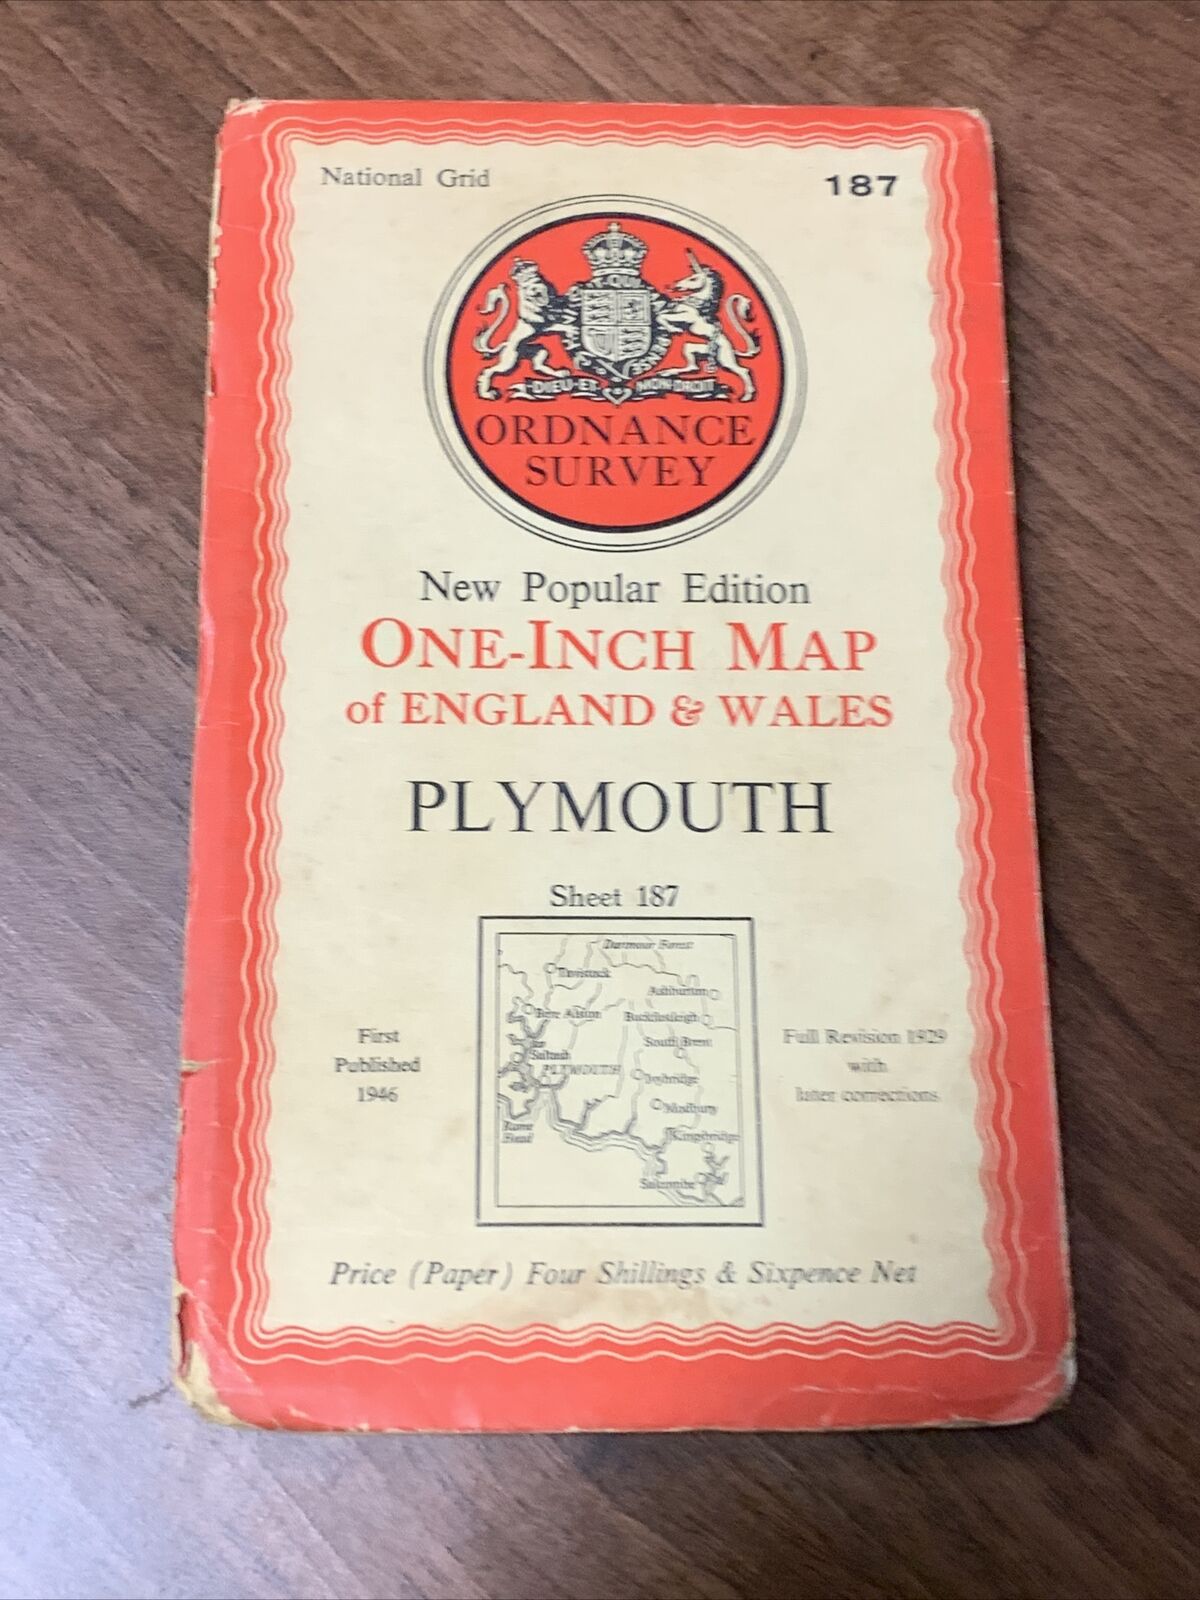 National Grid
187
DIEU·ET MON·DROIT
ORDNANCE
SURVEY
New Popular Edition
ONE-INCH MAP
of ENGLAND & WALES
PLYMOUTH
Sheet 187
Dartmoor Forest
Tavistock
Ashburton
Bere Alston
Buckfastleigh
South Brent
Saltash
PLYMOUTH
Ivybridge
Modbury
Rame
Head
Kingsbridge
Salcombe
First
Published
1946
Full Revision 1929
with
later corrections
Price (Paper) Four Shillings & Sixpence Net